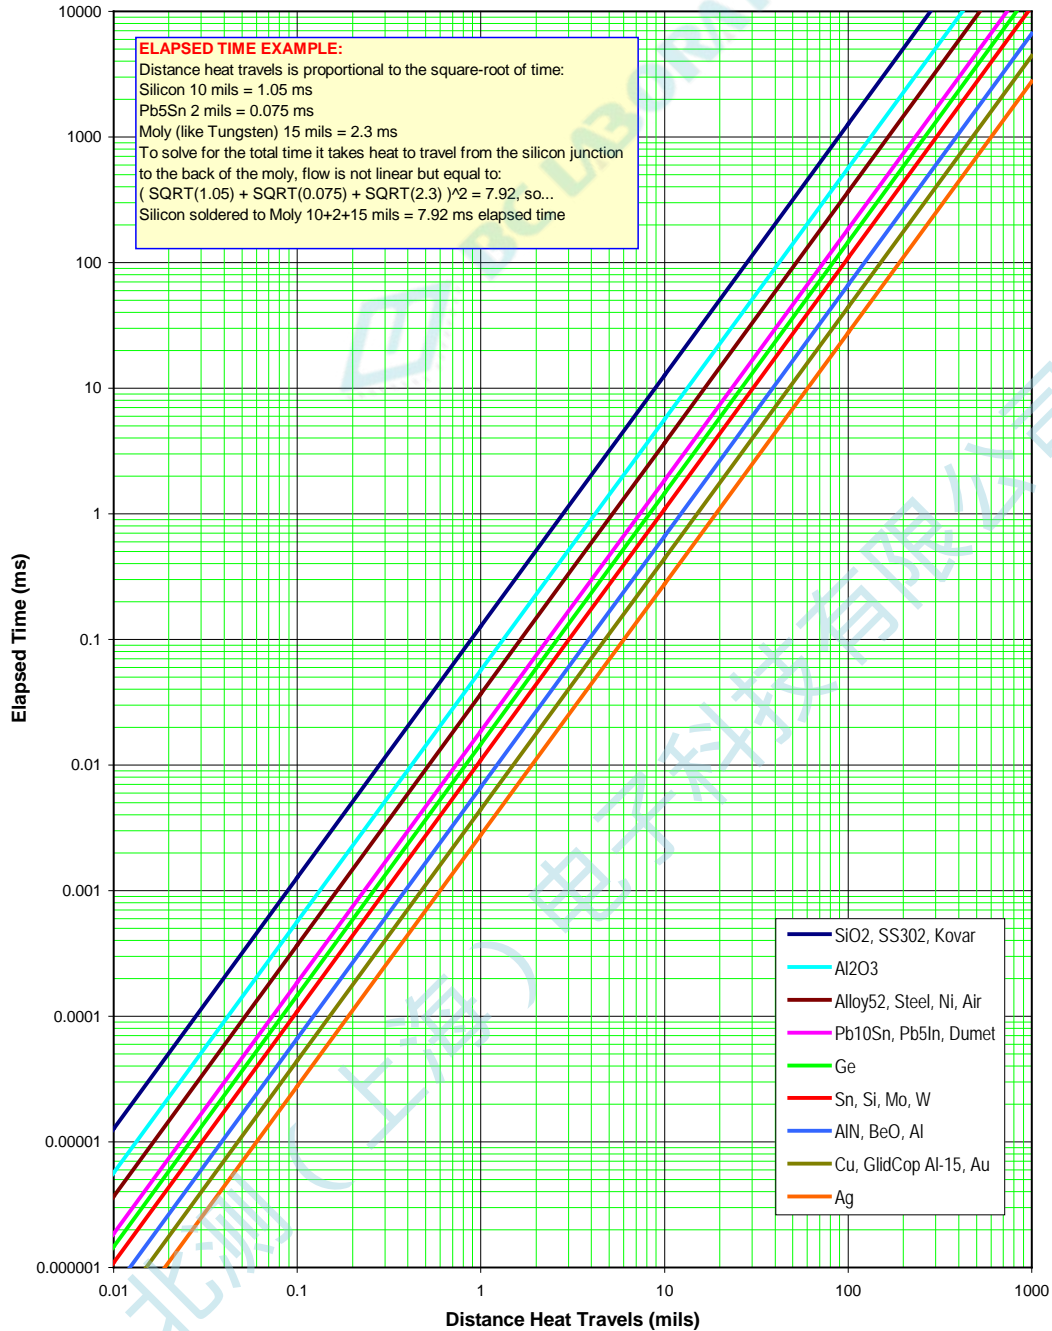 ELAPSED TIME EXAMPLE:
Distance heat travels is proportional to the square-root of time:
Silicon 10 mils = 1.05 ms
Pb5Sn 2 mils = 0.075 ms
Moly (like Tungsten) 15 mils = 2.3 ms
To solve for the total time it takes heat to travel from the silicon junction
to the back of the moly, flow is not linear but equal to:
( SQRT(1.05) + SQRT(0.075) + SQRT(2.3) )^2 = 7.92, so...
Silicon soldered to Moly 10+2+15 mils = 7.92 ms elapsed time
10000
1000
100
10
1
0.1
0.01
0.001
0.0001
0.00001
0.000001
Elapsed Time (ms)
0.01
0.1
1
10
100
1000
Distance Heat Travels (mils)
SiO2, SS302, Kovar
Al2O3
Alloy52, Steel, Ni, Air
Pb10Sn, Pb5In, Dumet
Ge
Sn, Si, Mo, W
AlN, BeO, Al
Cu, GlidCop Al-15, Au
Ag
北测（上海）电子科技有限公司